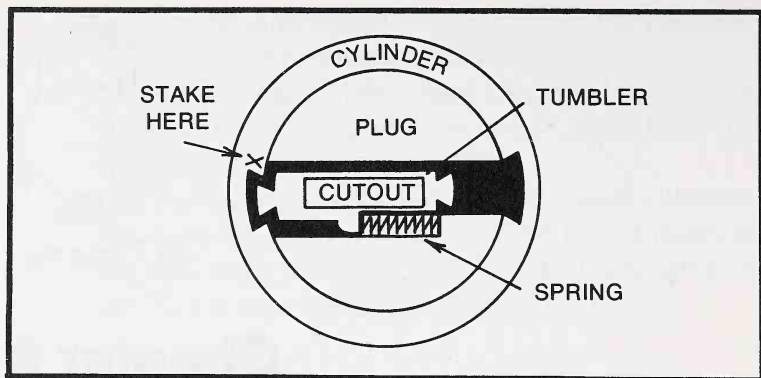 CYLINDER
STAKE
HERE
TUMBLER
PLUG
X
CUTOUT
SPRING